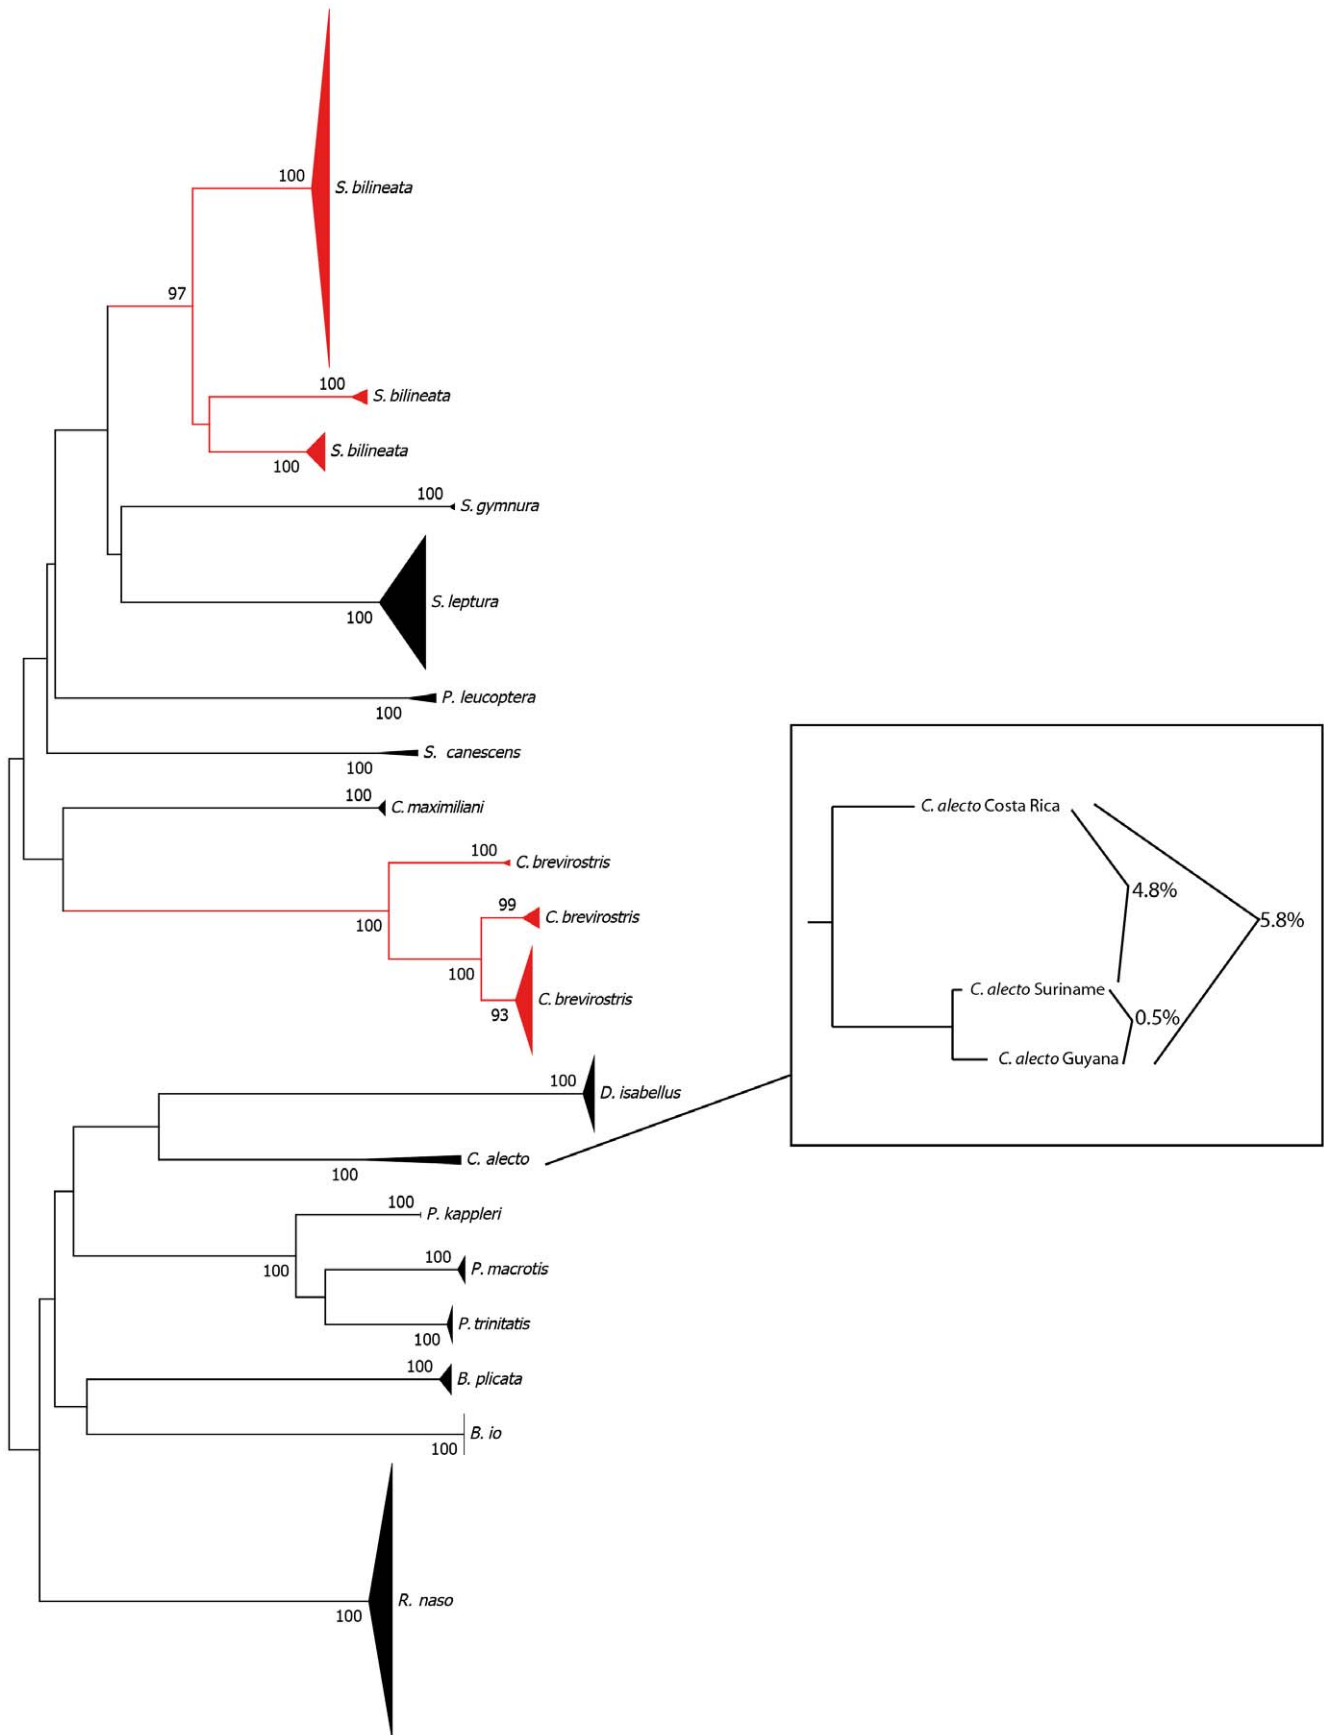 100
S. bilineata
97
100
S. bilineata
S. bilineata
100
100
S. gymnura
S. leptura
100
P. leucoptera
100
S. canescens
100
100
C. maximiliani
100
C. brevirostris
99
C. brevirostris
100
100
C. brevirostris
93
100
D. isabellus
C. alecto
100
100
P. kappleri
100
100
P. macrotis
P. trinitatis
100
100
B. plicata
B. io
100
R. naso
100
C. alecto Costa Rica
4.8%
5.8%
C. alecto Suriname
0.5%
C. alecto Guyana